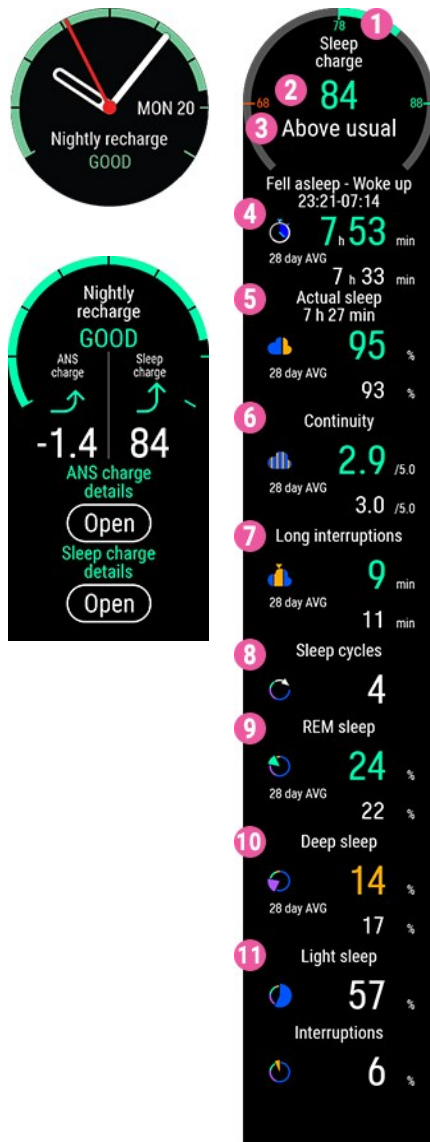 MON 20
Nightly recharge
GOOD
Nightly
recharge
GOOD
ANS
charge
Sleep
charge
-1.4
84
ANS charge
details
Open
Sleep charge
details
Open
1
78
Sleep
charge
2
84
68
88
3
Above usual
Fell asleep - Woke up
23:21-07:14
4
7 h 53 min
28 day AVG
7 h 33 min
5
Actual sleep
7 h 27 min
95 %
28 day AVG
93 %
6
Continuity
2.9 /5.0
28 day AVG
3.0 /5.0
7
Long interruptions
9 min
28 day AVG
11 min
8
Sleep cycles
4
9
REM sleep
24 %
28 day AVG
22 %
10
Deep sleep
14 %
28 day AVG
17 %
11
Light sleep
57 %
Interruptions
6 %